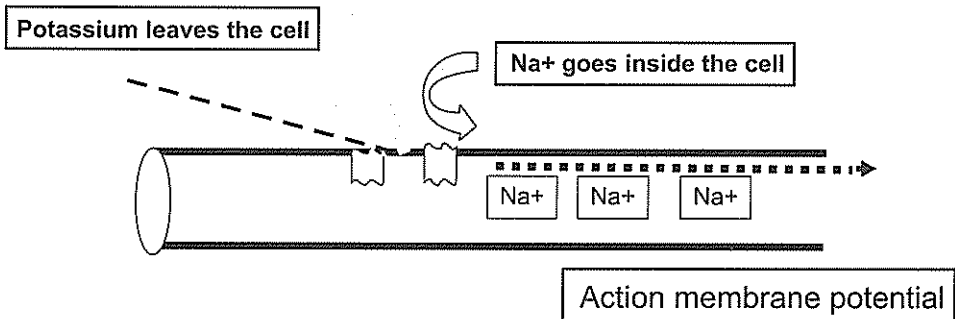 Potassium leaves the cell
Na+ goes inside the cell
Na+ Na+ Na+
Action membrane potential